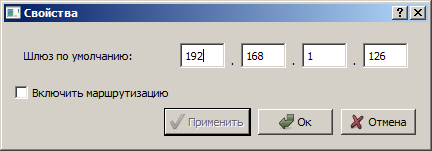 Свойства
Шлюз по умолчанию: 192 . 168 . 1 . 126
Включить маршрутизацию
Применить Ок Отмена